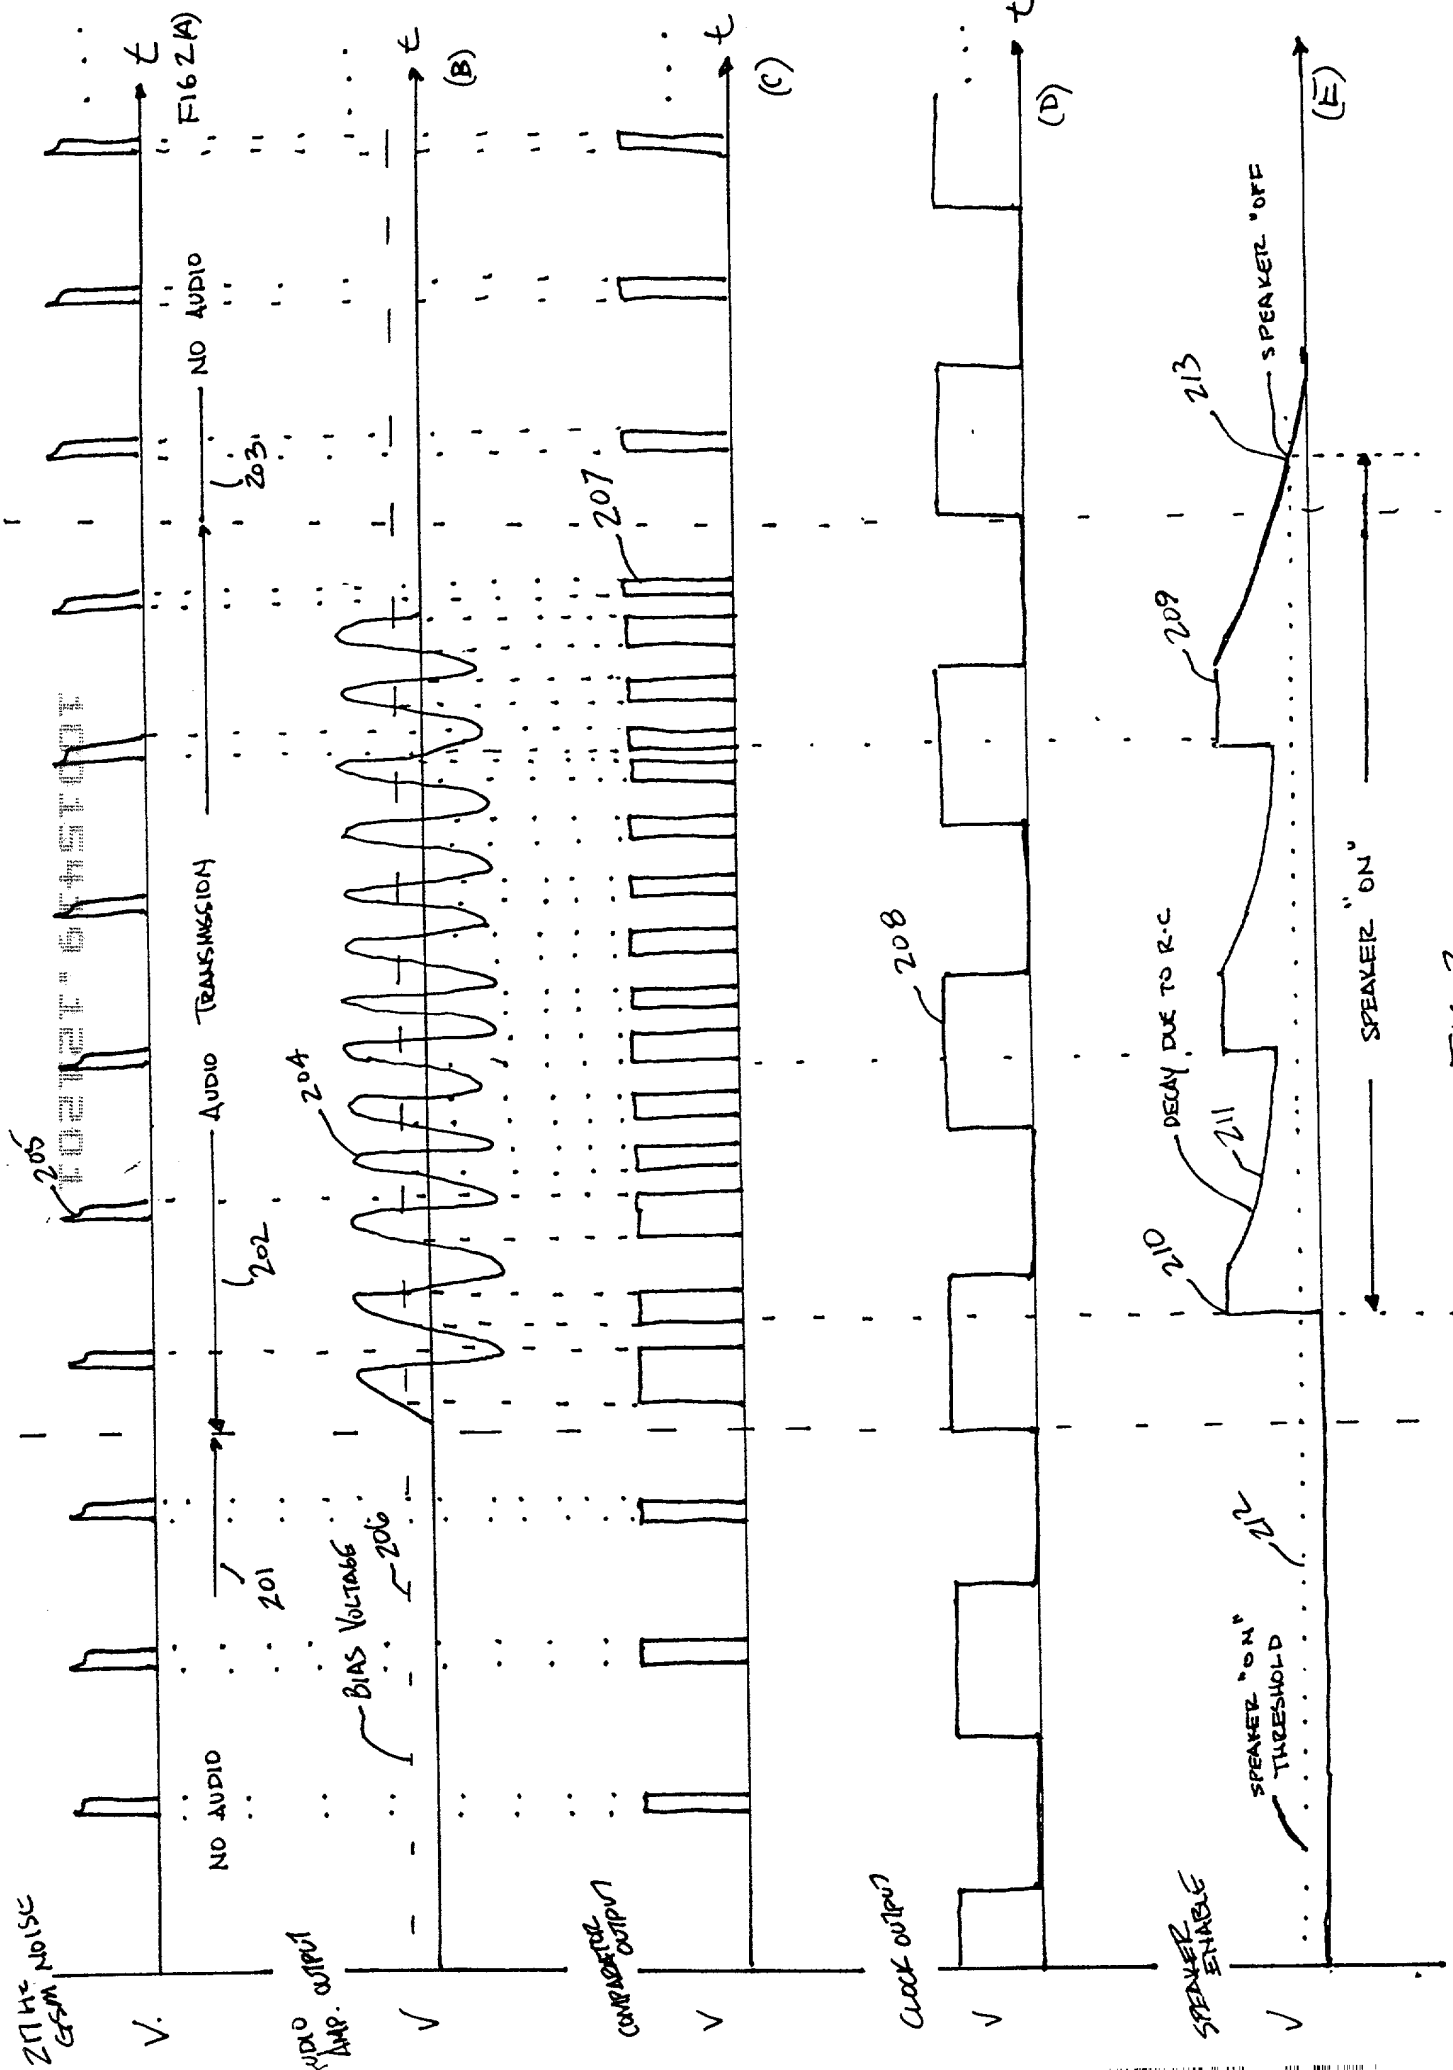 217 Hz
GSM NOISE
V.
205
t
FIG 2(A)
NO AUDIO
201
202
AUDIO TRANSMISSION
203
NO AUDIO
AUDIO
AMP. OUTPUT
V
BIAS VOLTAGE
206
204
t
(B)
COMPARATOR
OUTPUT
V
207
t
(C)
CLOCK OUTPUT
V
208
t
(D)
SPEAKER
ENABLE
V
SPEAKER "ON"
THRESHOLD
212
210
211
DECAY DUE TO R.C
209
213
SPEAKER "OFF
(E)
SPEAKER "ON"